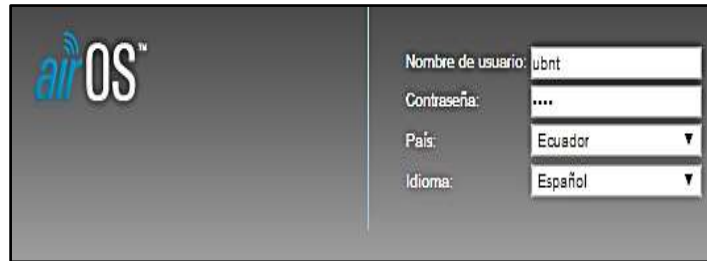 airOS™
Nombre de usuario: ubnt
Contraseña: ••••
País: Ecuador
Idioma: Español